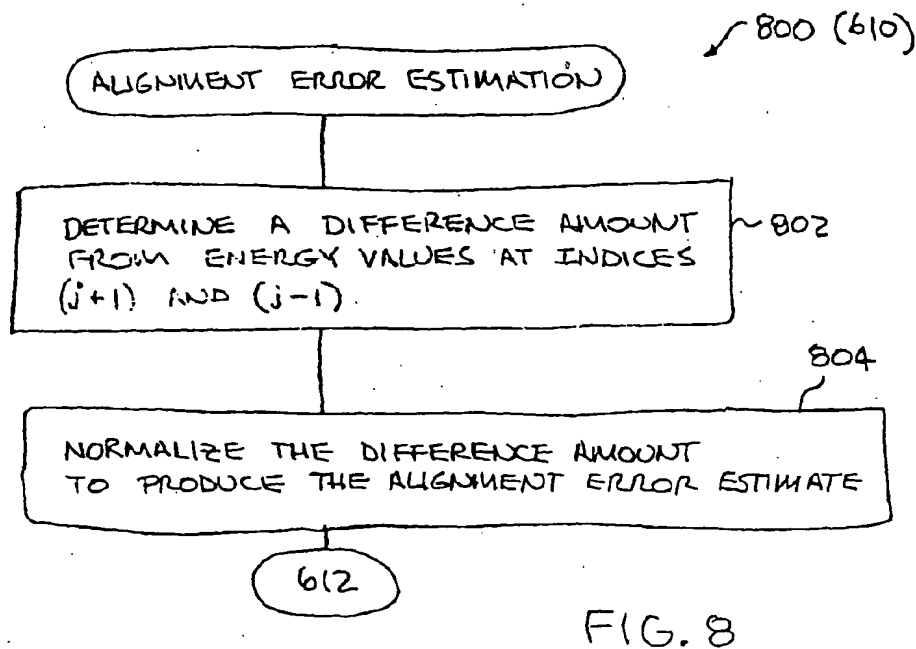 800 (610)
ALIGNMENT ERROR ESTIMATION
DETERMINE A DIFFERENCE AMOUNT
FROM ENERGY VALUES AT INDICES
(j+1) AND (j-1).
802
804
NORMALIZE THE DIFFERENCE AMOUNT
TO PRODUCE THE ALIGNMENT ERROR ESTIMATE
612
FIG. 8